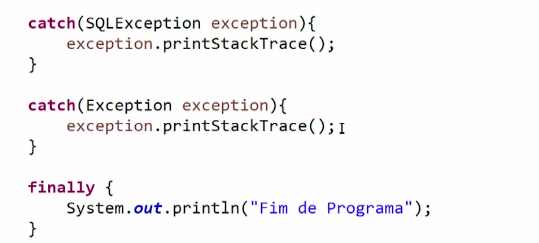 catch(SQLException exception){
    exception.printStackTrace();
}
catch(Exception exception){
    exception.printStackTrace();
}
finally {
    System.out.println("Fim de Programa");
}